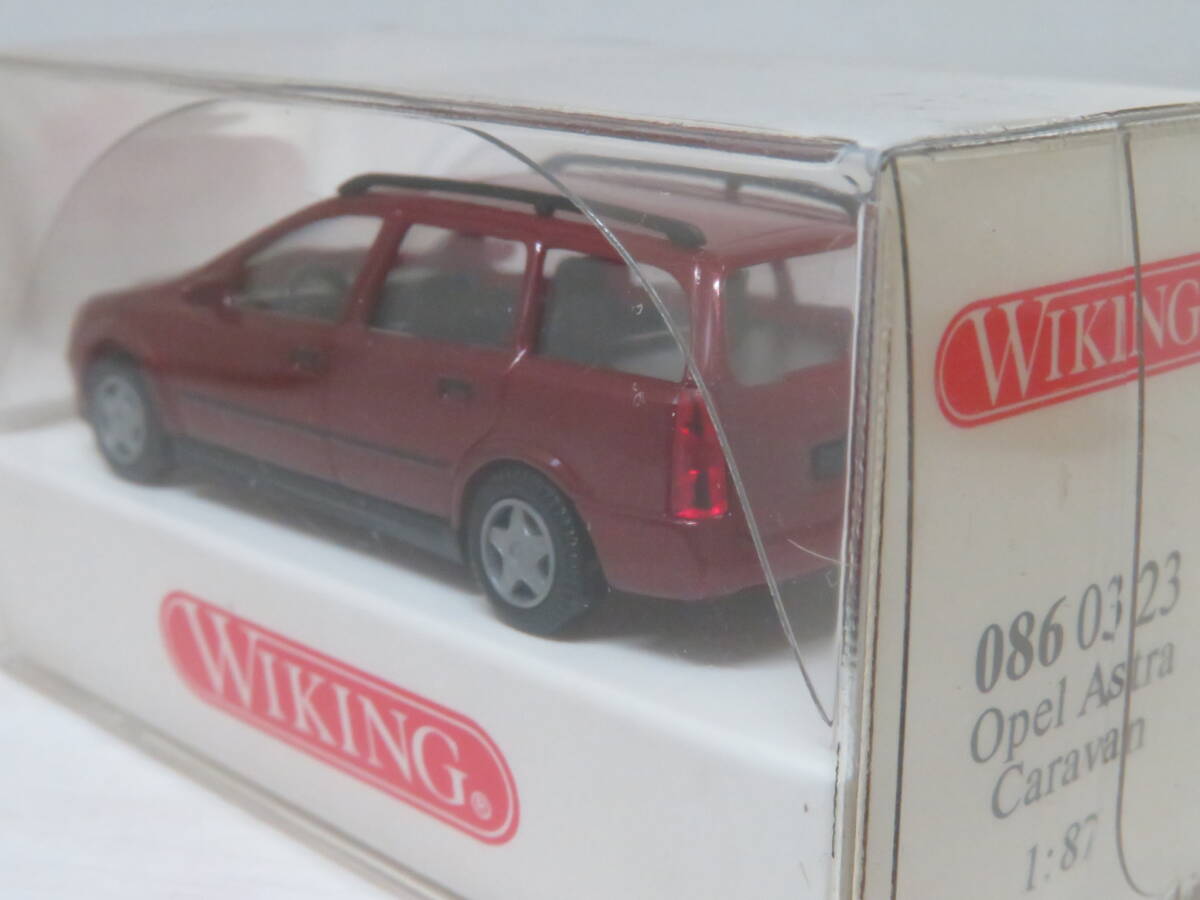 WIKING®
WIKING
086 03 23
Opel Astra
Caravan
1:87